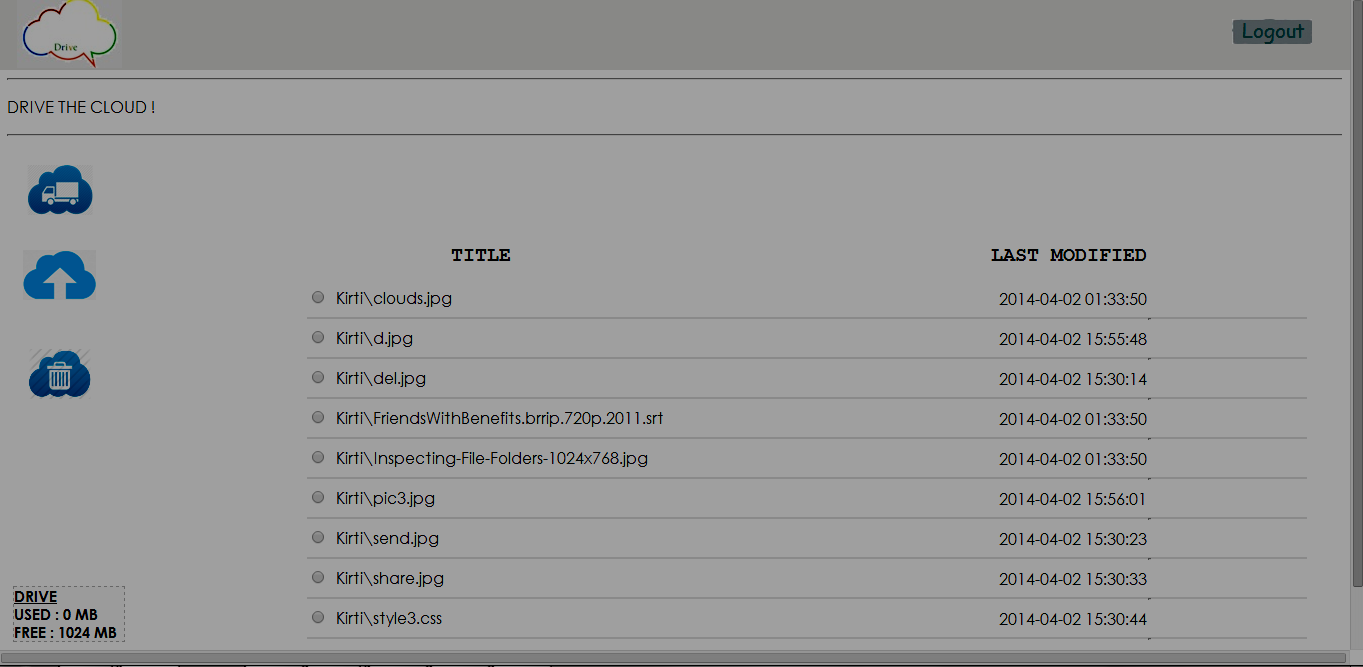 Drive
Logout
DRIVE THE CLOUD !
TITLE LAST MODIFIED
Kirti\clouds.jpg 2014-04-02 01:33:50
Kirti\d.jpg 2014-04-02 15:55:48
Kirti\del.jpg 2014-04-02 15:30:14
Kirti\FriendsWithBenefits.brrip.720p.2011.srt 2014-04-02 01:33:50
Kirti\Inspecting-File-Folders-1024x768.jpg 2014-04-02 01:33:50
Kirti\pic3.jpg 2014-04-02 15:56:01
Kirti\send.jpg 2014-04-02 15:30:23
Kirti\share.jpg 2014-04-02 15:30:33
Kirti\style3.css 2014-04-02 15:30:44
DRIVE
USED : 0 MB
FREE : 1024 MB